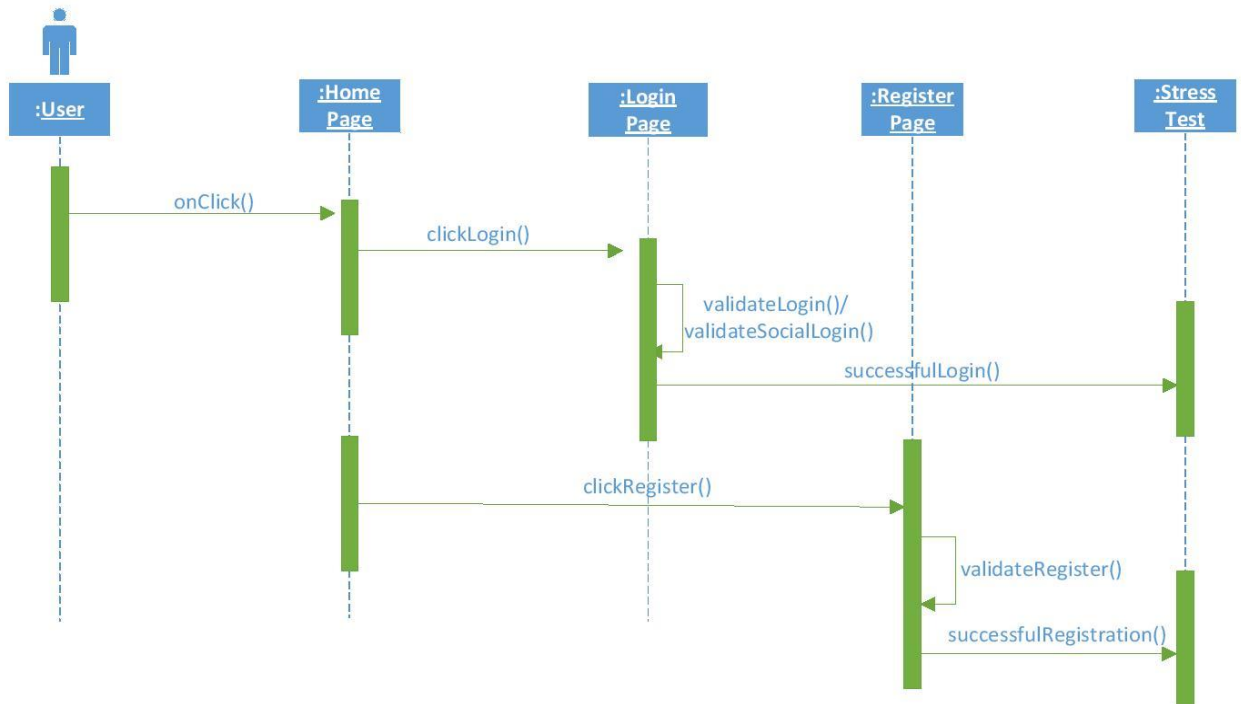 :User
:Home
Page
:Login
Page
:Register
Page
:Stress
Test
onClick()
clickLogin()
validateLogin()/
validateSocialLogin()
successfulLogin()
clickRegister()
validateRegister()
successfulRegistration()